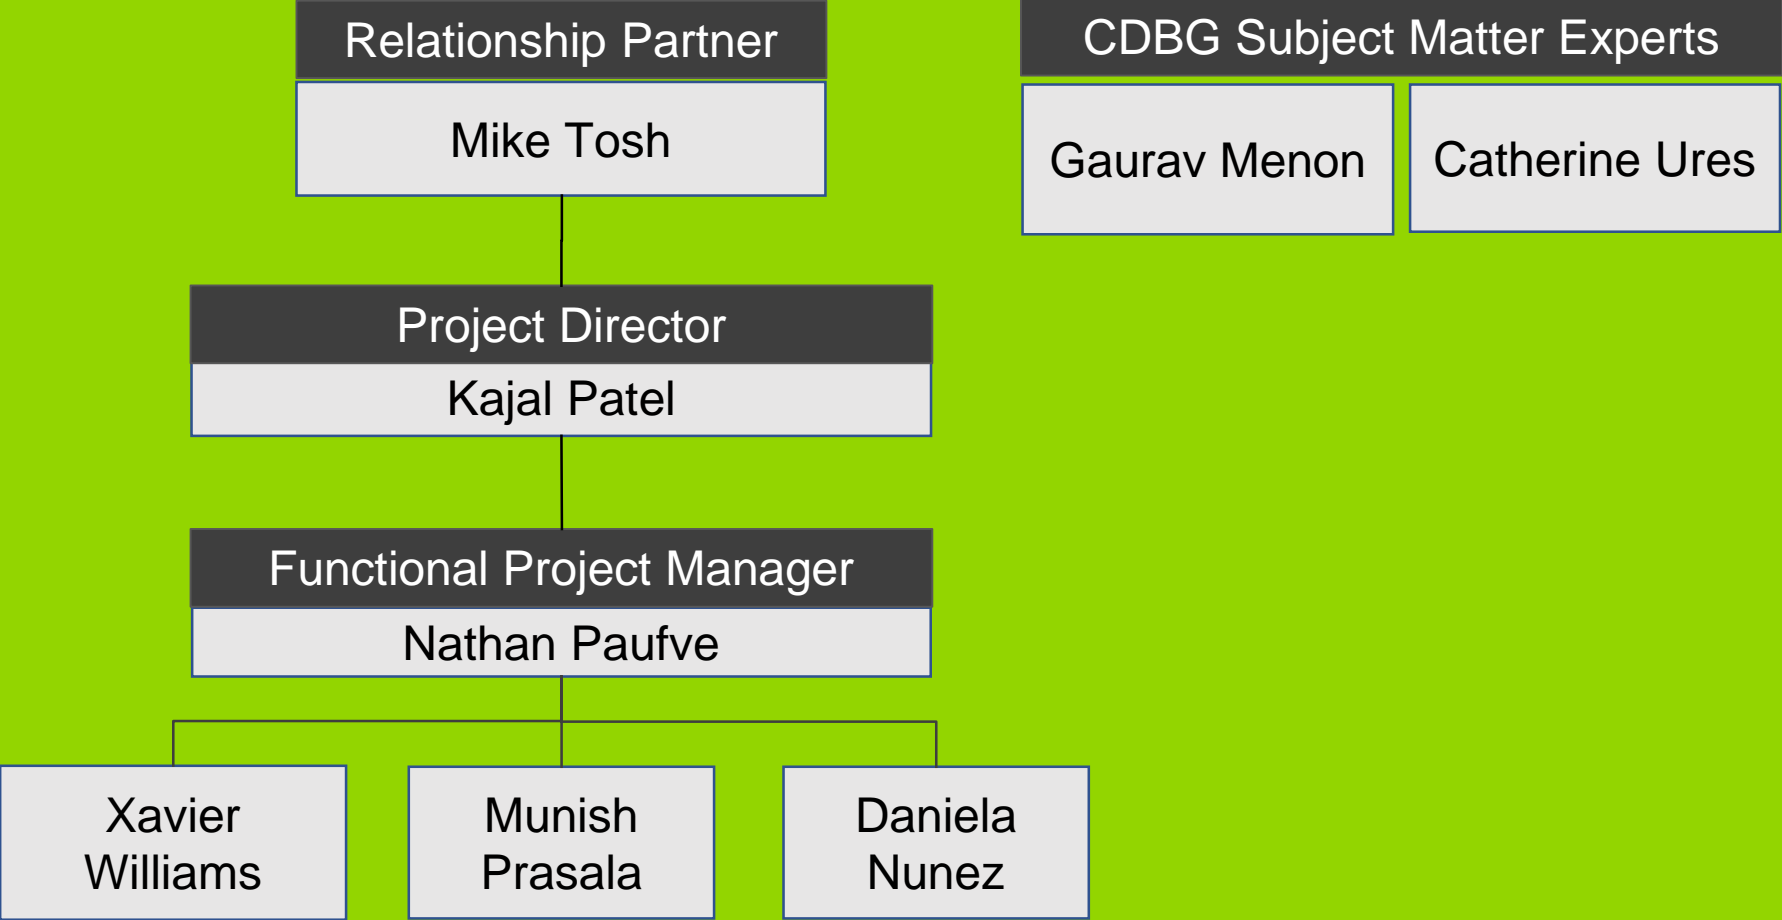 Relationship Partner
Mike Tosh
CDBG Subject Matter Experts
Gaurav Menon
Catherine Ures
Project Director
Kajal Patel
Functional Project Manager
Nathan Paufve
Xavier
Williams
Munish
Prasala
Daniela
Nunez